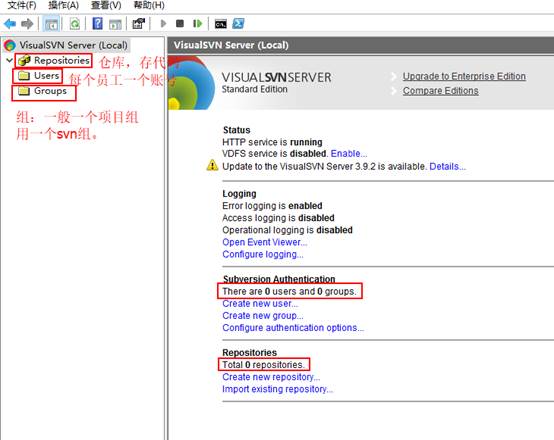 文件(F) 操作(A) 查看(V) 帮助(H)
VisualSVN Server (Local)
Repositories
仓库，存代
Users
每个员工一个账号
Groups
组：一般一个项目组
用一个svn组。
VisualSVN Server (Local)
VISUALSVN SERVER
Standard Edition
Upgrade to Enterprise Edition
Compare Editions
Status
HTTP service is running
VDFS service is disabled. Enable...
Update to the VisualSVN Server 3.9.2 is available. Details...
Logging
Error logging is enabled
Access logging is disabled
Operational logging is disabled
Open Event Viewer...
Configure logging...
Subversion Authentication
There are 0 users and 0 groups.
Create new user...
Create new group...
Configure authentication options...
Repositories
Total 0 repositories.
Create new repository...
Import existing repository...